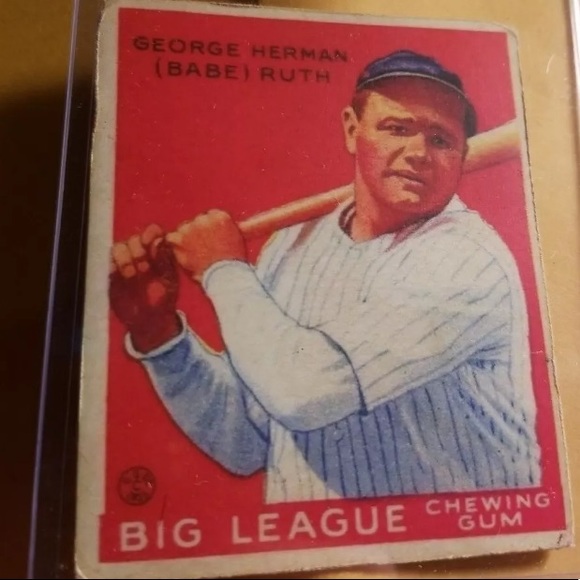 GEORGE HERMAN
(BABE) RUTH
BIG LEAGUE CHEWING
GUM